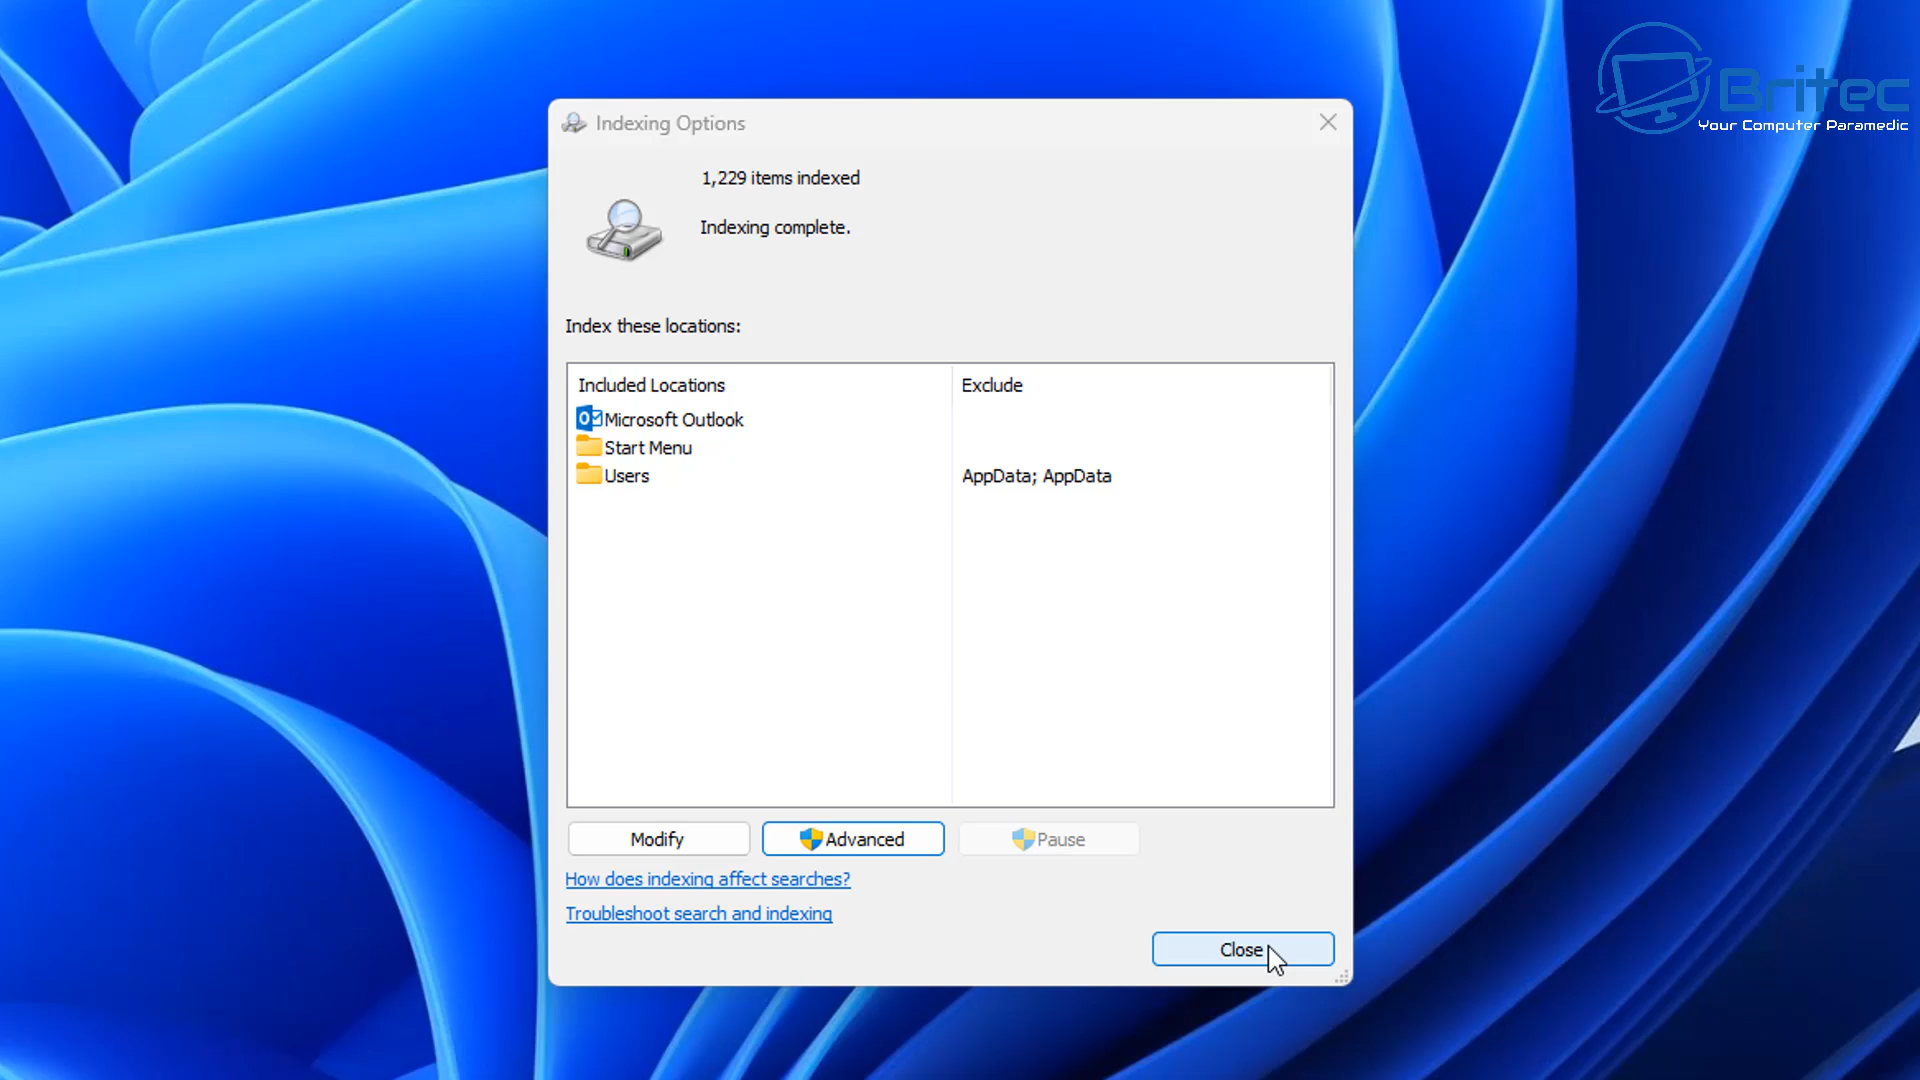 Britec
Your Computer Paramedic
Indexing Options
1,229 items indexed
Indexing complete.
Index these locations:
Included Locations
Exclude
Microsoft Outlook
Start Menu
Users
AppData; AppData
Modify
Advanced
Pause
How does indexing affect searches?
Troubleshoot search and indexing
Close